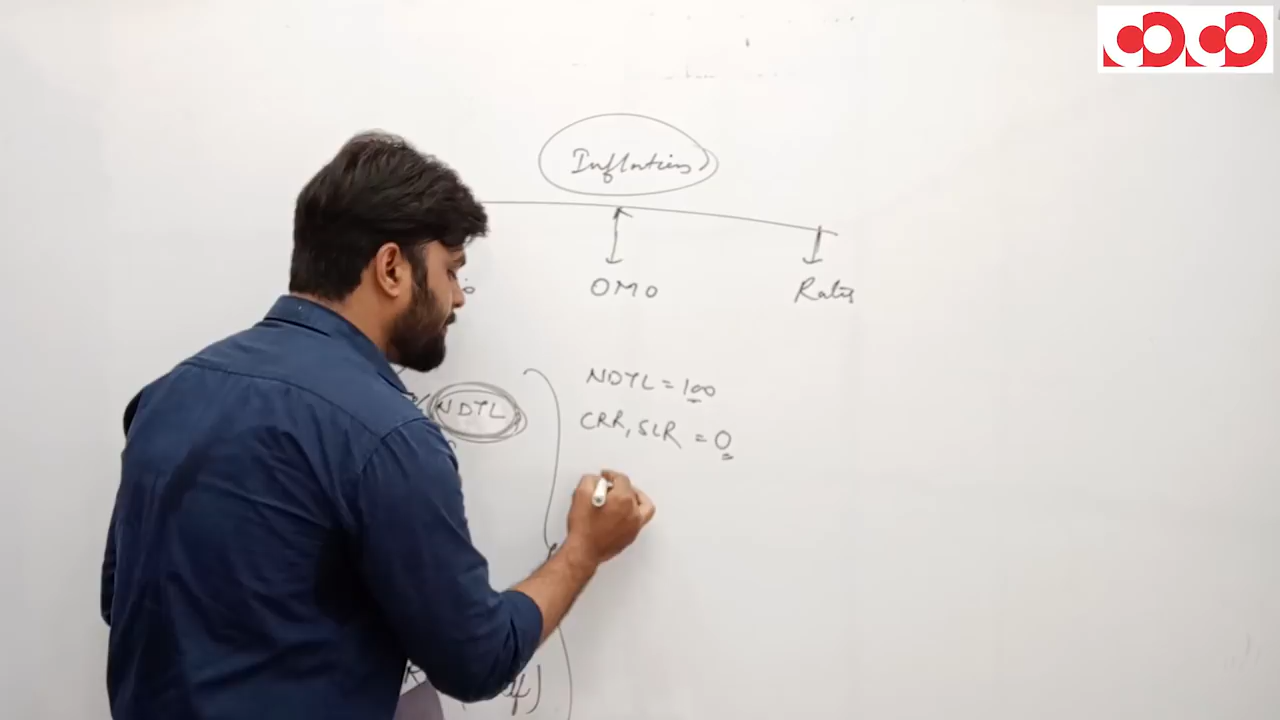 Inflation
OMO
Rates
NDTL
NDTL = 100
CRR, SLR = 0